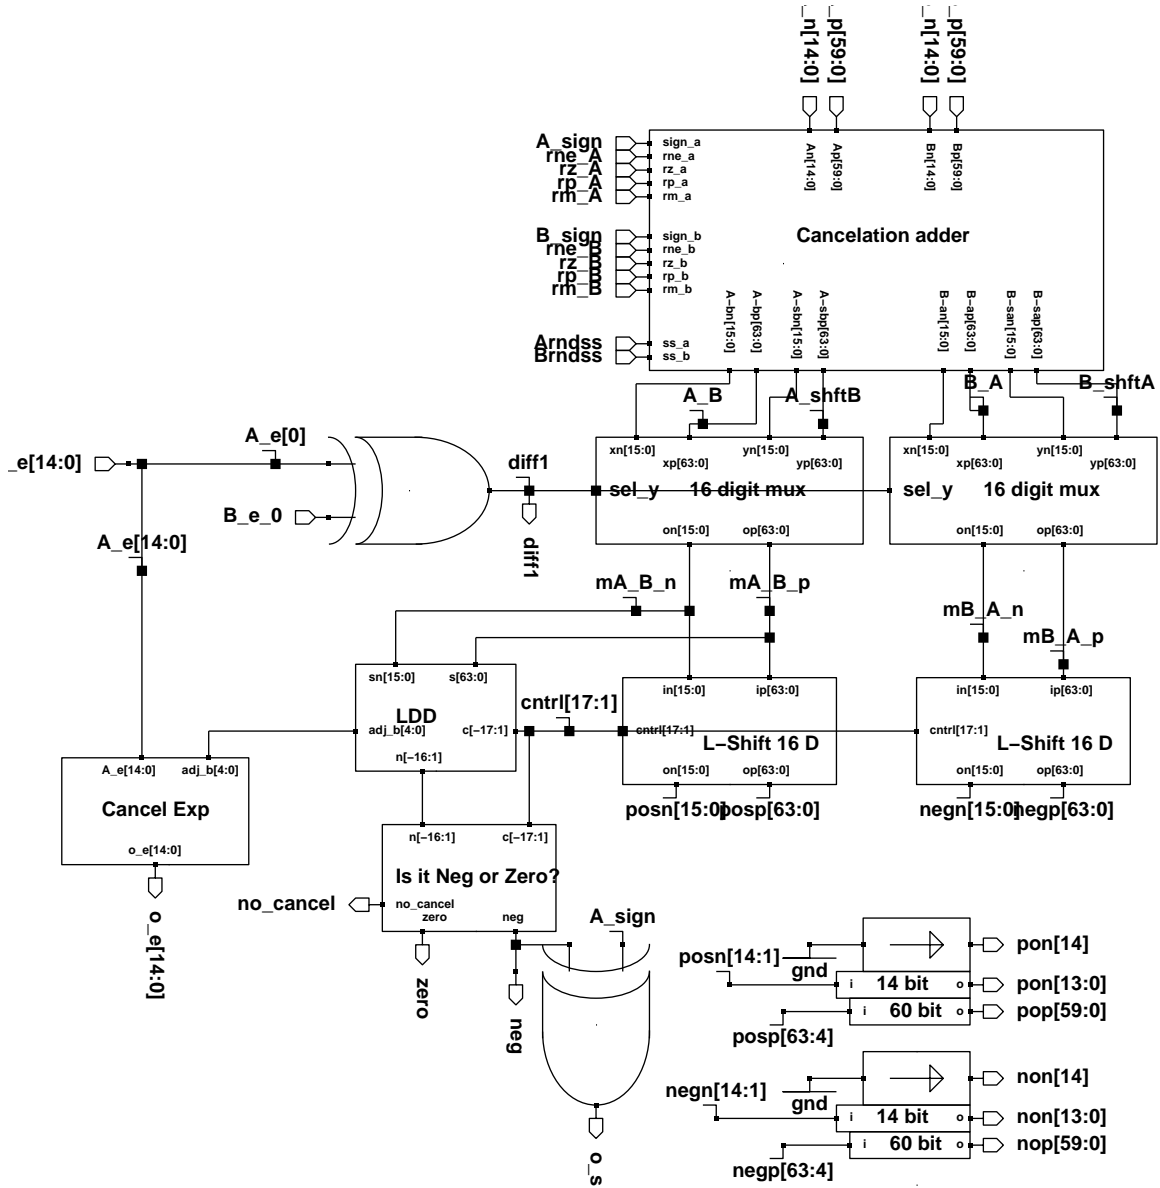 _n[14:0]
_p[59:0]
_n[14:0]
_p[59:0]
A_sign
rne_A
rz_A
rp_A
rm_A
sign_a
rne_a
rz_a
rp_a
rm_a
An[14:0]
Ap[59:0]
Bn[14:0]
Bp[59:0]
Cancelation adder
B_sign
rne_B
rz_B
rp_B
rm_B
sign_b
rne_b
rz_b
rp_b
rm_b
Arndss
Brndss
ss_a
ss_b
A−bn[15:0]
A−bp[63:0]
A−sbn[15:0]
A−sbp[63:0]
B−an[15:0]
B−ap[63:0]
B−san[15:0]
B−sap[63:0]
A_B
A_shftB
B_A
B_shftA
A_e[0]
_e[14:0]
B_e_0
A_e[14:0]
diff1
diff1
xn[15:0]
yn[15:0]
xp[63:0]
yp[63:0]
sel_y
16 digit mux
on[15:0]
op[63:0]
xn[15:0]
yn[15:0]
xp[63:0]
yp[63:0]
sel_y
16 digit mux
on[15:0]
op[63:0]
mA_B_n
mA_B_p
mB_A_n
mB_A_p
sn[15:0]
s[63:0]
LDD
adj_b[4:0]
c[−17:1]
n[−16:1]
cntrl[17:1]
in[15:0]
ip[63:0]
cntrl[17:1]
L−Shift 16 D
on[15:0]
op[63:0]
in[15:0]
ip[63:0]
cntrl[17:1]
L−Shift 16 D
on[15:0]
op[63:0]
posn[15:0]
posp[63:0]
negn[15:0]
negp[63:0]
A_e[14:0]
adj_b[4:0]
Cancel Exp
o_e[14:0]
o_e[14:0]
n[−16:1]
c[−17:1]
Is it Neg or Zero?
no_cancel
no_cancel
zero
neg
zero
neg
A_sign
o_s
posn[14:1]
gnd
pon[14]
14 bit
i
o
pon[13:0]
i
60 bit
o
pop[59:0]
posp[63:4]
negn[14:1]
gnd
non[14]
i
14 bit
o
non[13:0]
i
60 bit
o
nop[59:0]
negp[63:4]